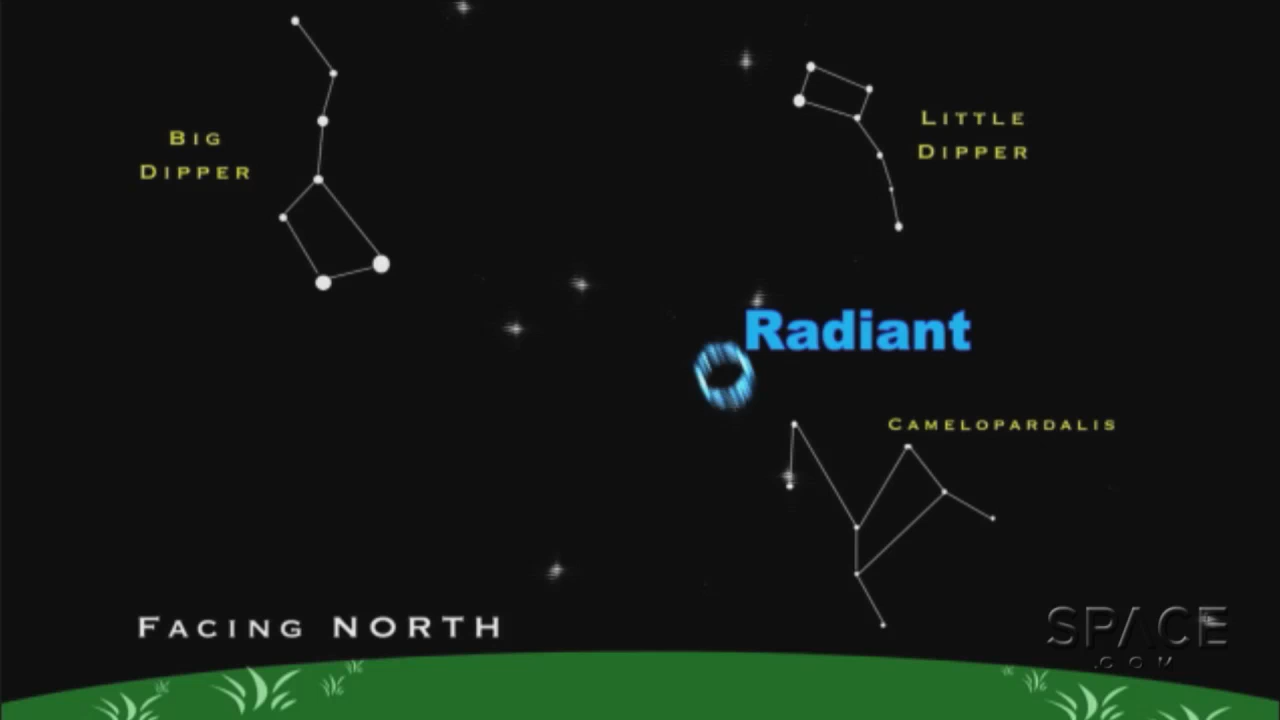 BIG
DIPPER
LITTLE
DIPPER
Radiant
CAMELOPARDALIS
FACING NORTH
SPACE
.COM